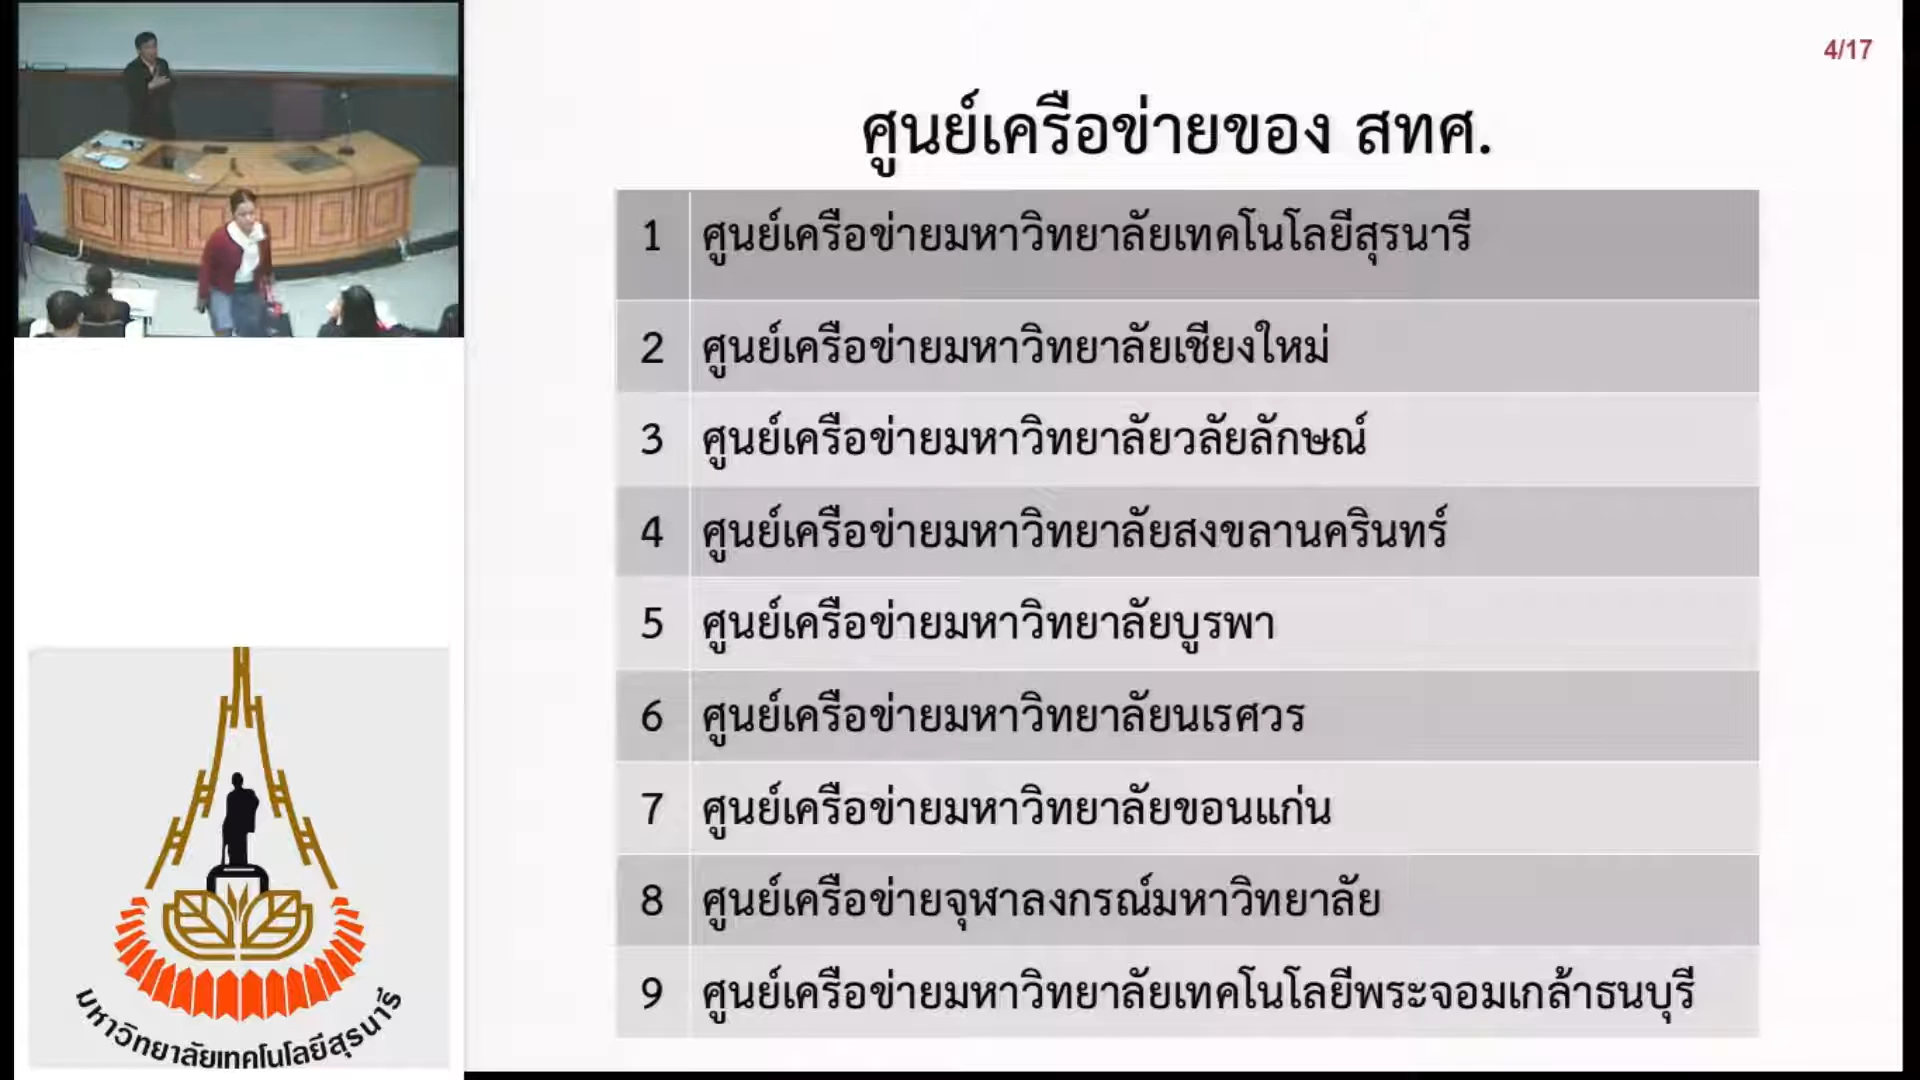 4/17
ศูนย์เครือข่ายของ สทศ.
1 ศูนย์เครือข่ายมหาวิทยาลัยเทคโนโลยีสุรนารี
2 ศูนย์เครือข่ายมหาวิทยาลัยเชียงใหม่
3 ศูนย์เครือข่ายมหาวิทยาลัยวลัยลักษณ์
4 ศูนย์เครือข่ายมหาวิทยาลัยสงขลานครินทร์
5 ศูนย์เครือข่ายมหาวิทยาลัยบูรพา
6 ศูนย์เครือข่ายมหาวิทยาลัยนเรศวร
7 ศูนย์เครือข่ายมหาวิทยาลัยขอนแก่น
8 ศูนย์เครือข่ายจุฬาลงกรณ์มหาวิทยาลัย
9 ศูนย์เครือข่ายมหาวิทยาลัยเทคโนโลยีพระจอมเกล้าธนบุรี
มหาวิทยาลัยเทคโนโลยีสุรนารี